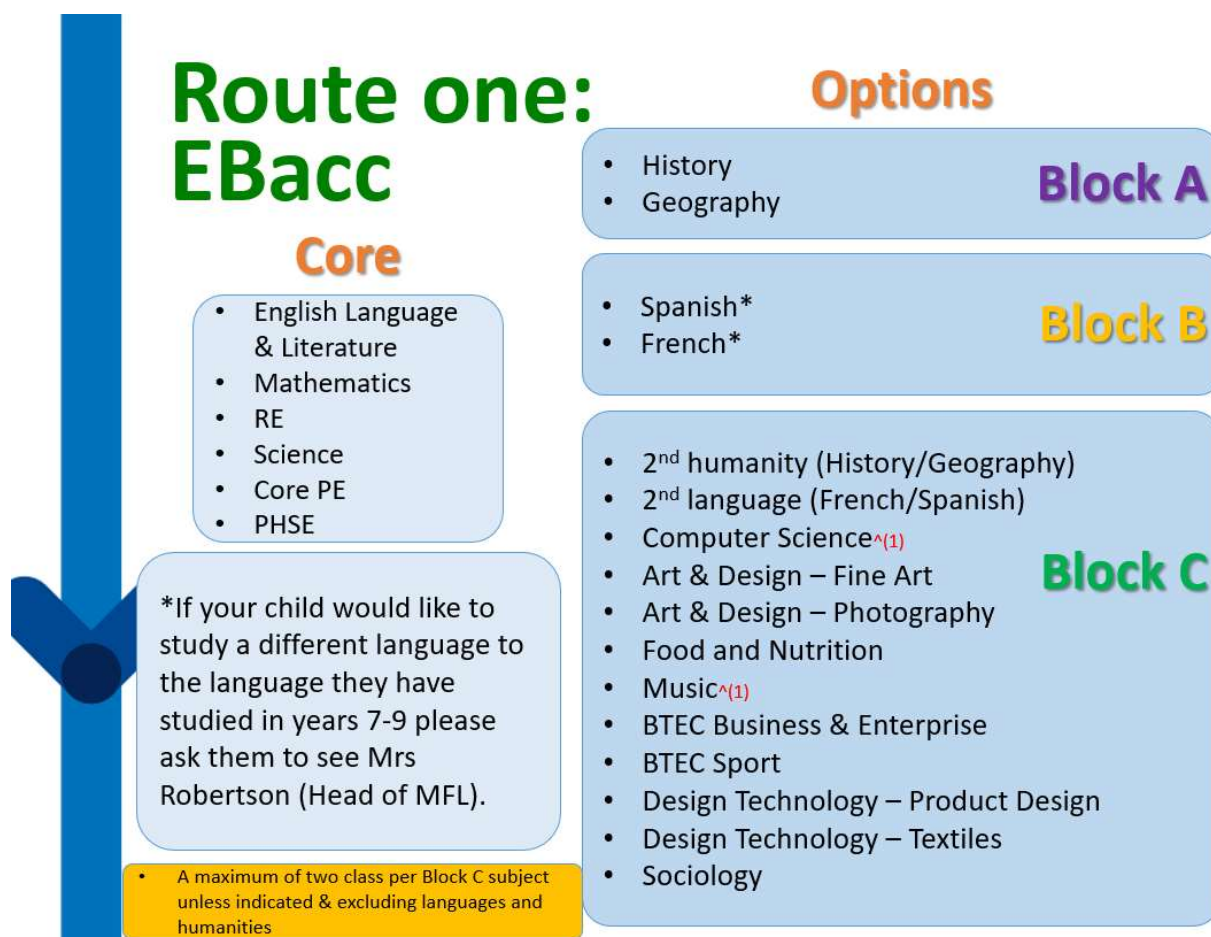 Route one:
EBacc
Core
• English Language
& Literature
• Mathematics
• RE
• Science
• Core PE
• PHSE
*If your child would like to
study a different language to
the language they have
studied in years 7-9 please
ask them to see Mrs
Robertson (Head of MFL).
• A maximum of two class per Block C subject
unless indicated & excluding languages and
humanities
Options
• History
• Geography
Block A
• Spanish*
• French*
Block B
• 2nd humanity (History/Geography)
• 2nd language (French/Spanish)
• Computer Science^(1)
• Art & Design – Fine Art
• Art & Design – Photography
• Food and Nutrition
• Music^(1)
• BTEC Business & Enterprise
• BTEC Sport
• Design Technology – Product Design
• Design Technology – Textiles
• Sociology
Block C